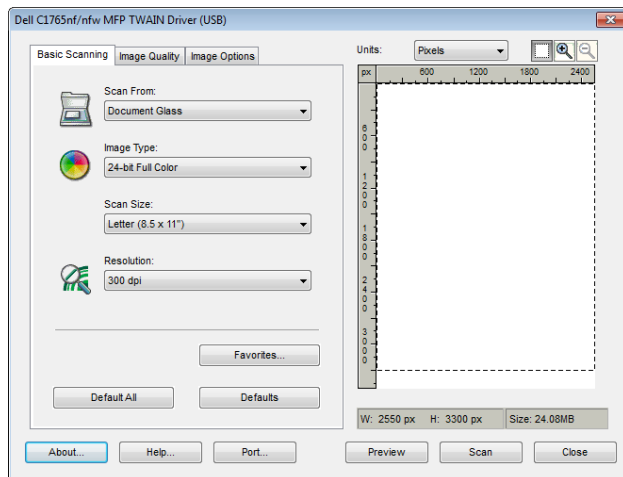 Dell C1765nf/nfw MFP TWAIN Driver (USB)
Basic Scanning Image Quality Image Options
Scan From:
Document Glass
Image Type:
24-bit Full Color
Scan Size:
Letter (8.5 x 11")
Resolution:
300 dpi
Favorites...
Default All Defaults
Units: Pixels
px 600 1200 1800 2400
600
1200
1800
2400
3000
W: 2550 px H: 3300 px Size: 24.08MB
About... Help... Port... Preview Scan Close